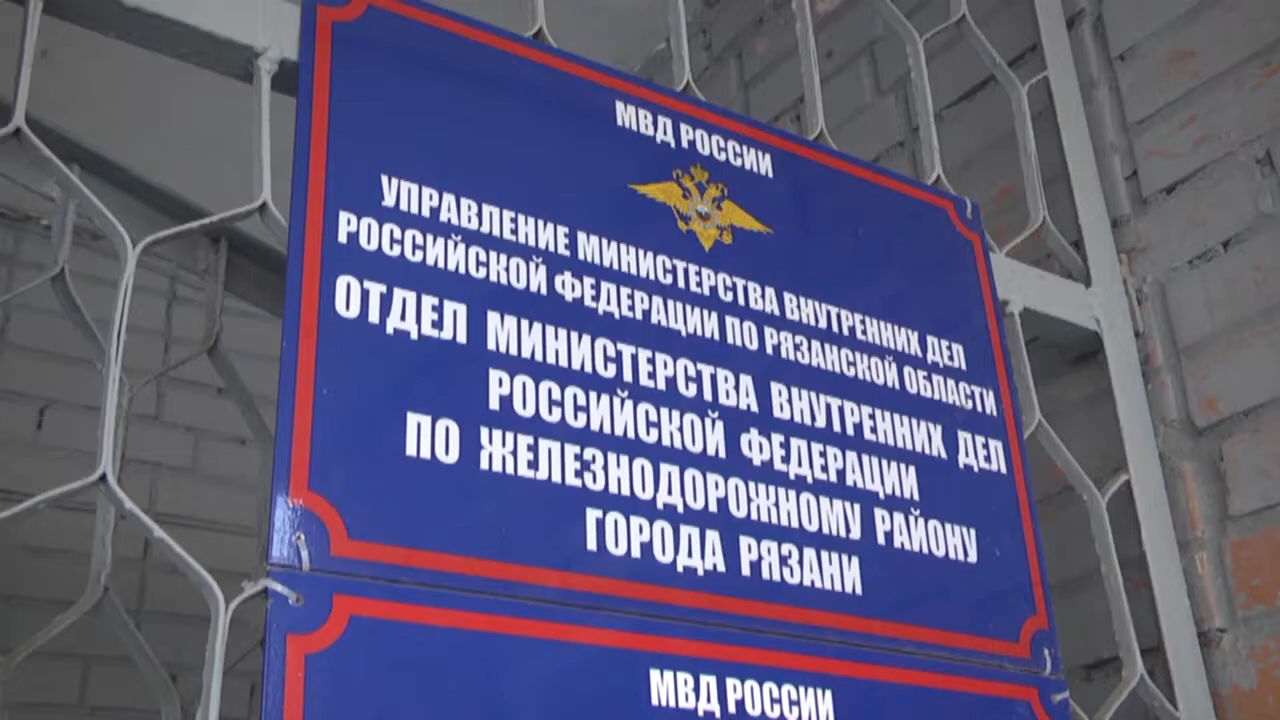 МВД РОССИИ
УПРАВЛЕНИЕ МИНИСТЕРСТВА ВНУТРЕННИХ ДЕЛ
РОССИЙСКОЙ ФЕДЕРАЦИИ ПО РЯЗАНСКОЙ ОБЛАСТИ
ОТДЕЛ МИНИСТЕРСТВА ВНУТРЕННИХ ДЕЛ
РОССИЙСКОЙ ФЕДЕРАЦИИ
ПО ЖЕЛЕЗНОДОРОЖНОМУ РАЙОНУ
ГОРОДА РЯЗАНИ
МВД РОССИИ